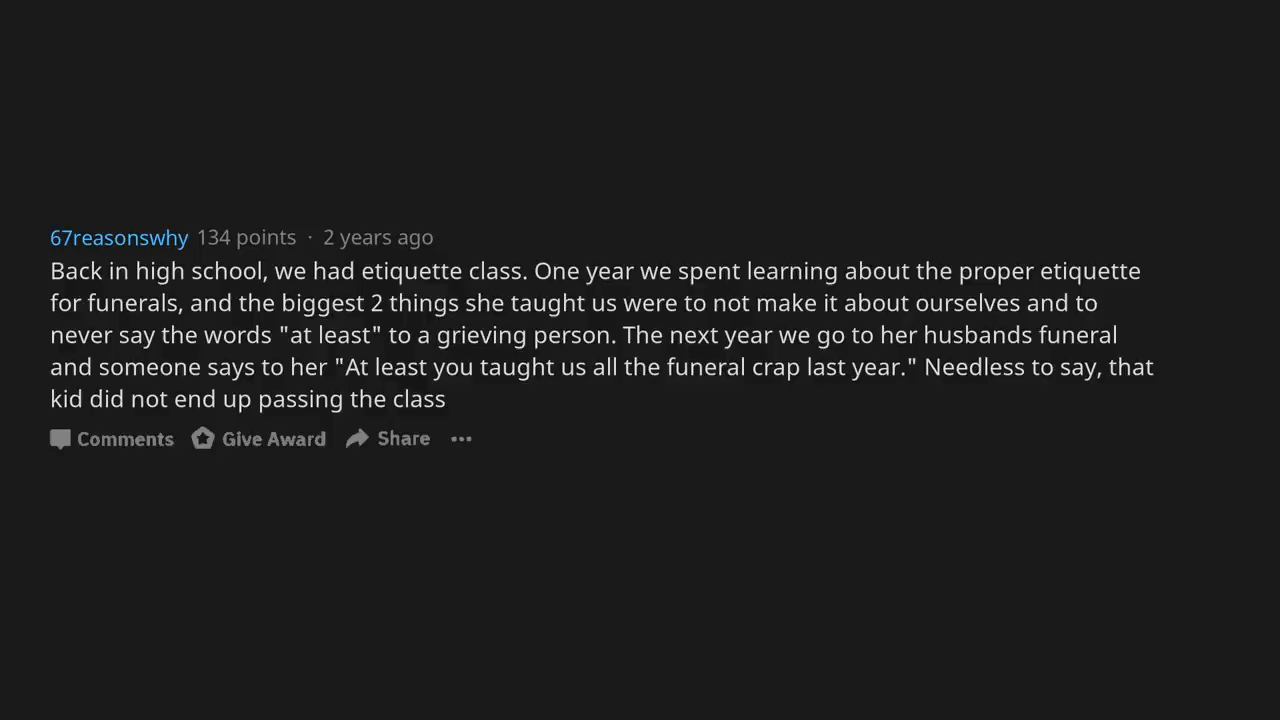 67reasonswhy 134 points · 2 years ago
Back in high school, we had etiquette class. One year we spent learning about the proper etiquette
for funerals, and the biggest 2 things she taught us were to not make it about ourselves and to
never say the words "at least" to a grieving person. The next year we go to her husbands funeral
and someone says to her "At least you taught us all the funeral crap last year." Needless to say, that
kid did not end up passing the class
Comments Give Award Share ···